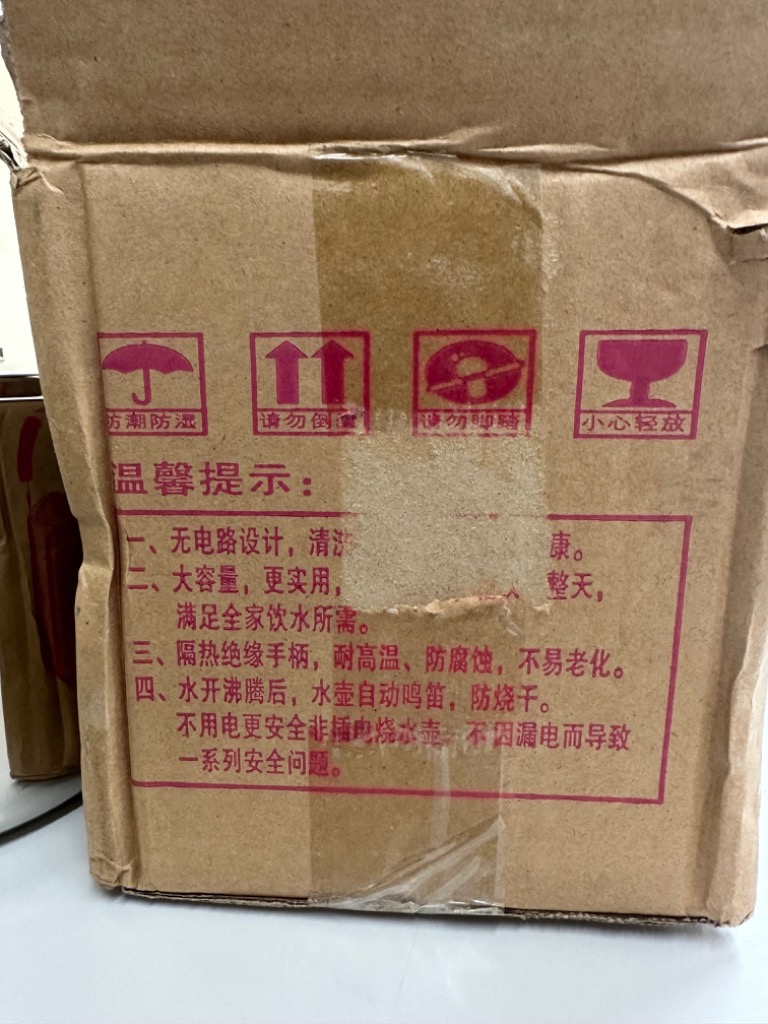 防潮防湿
请勿倒置
请勿脚踏
小心轻放
温馨提示：
一、无电路设计，清洗 康。
二、大容量，更实用， 整天，
满足全家饮水所需。
三、隔热绝缘手柄，耐高温、防腐蚀，不易老化。
四、水开沸腾后，水壶自动鸣笛，防烧干。
不用电更安全非插电烧水壶。不因漏电而导致
一系列安全问题。